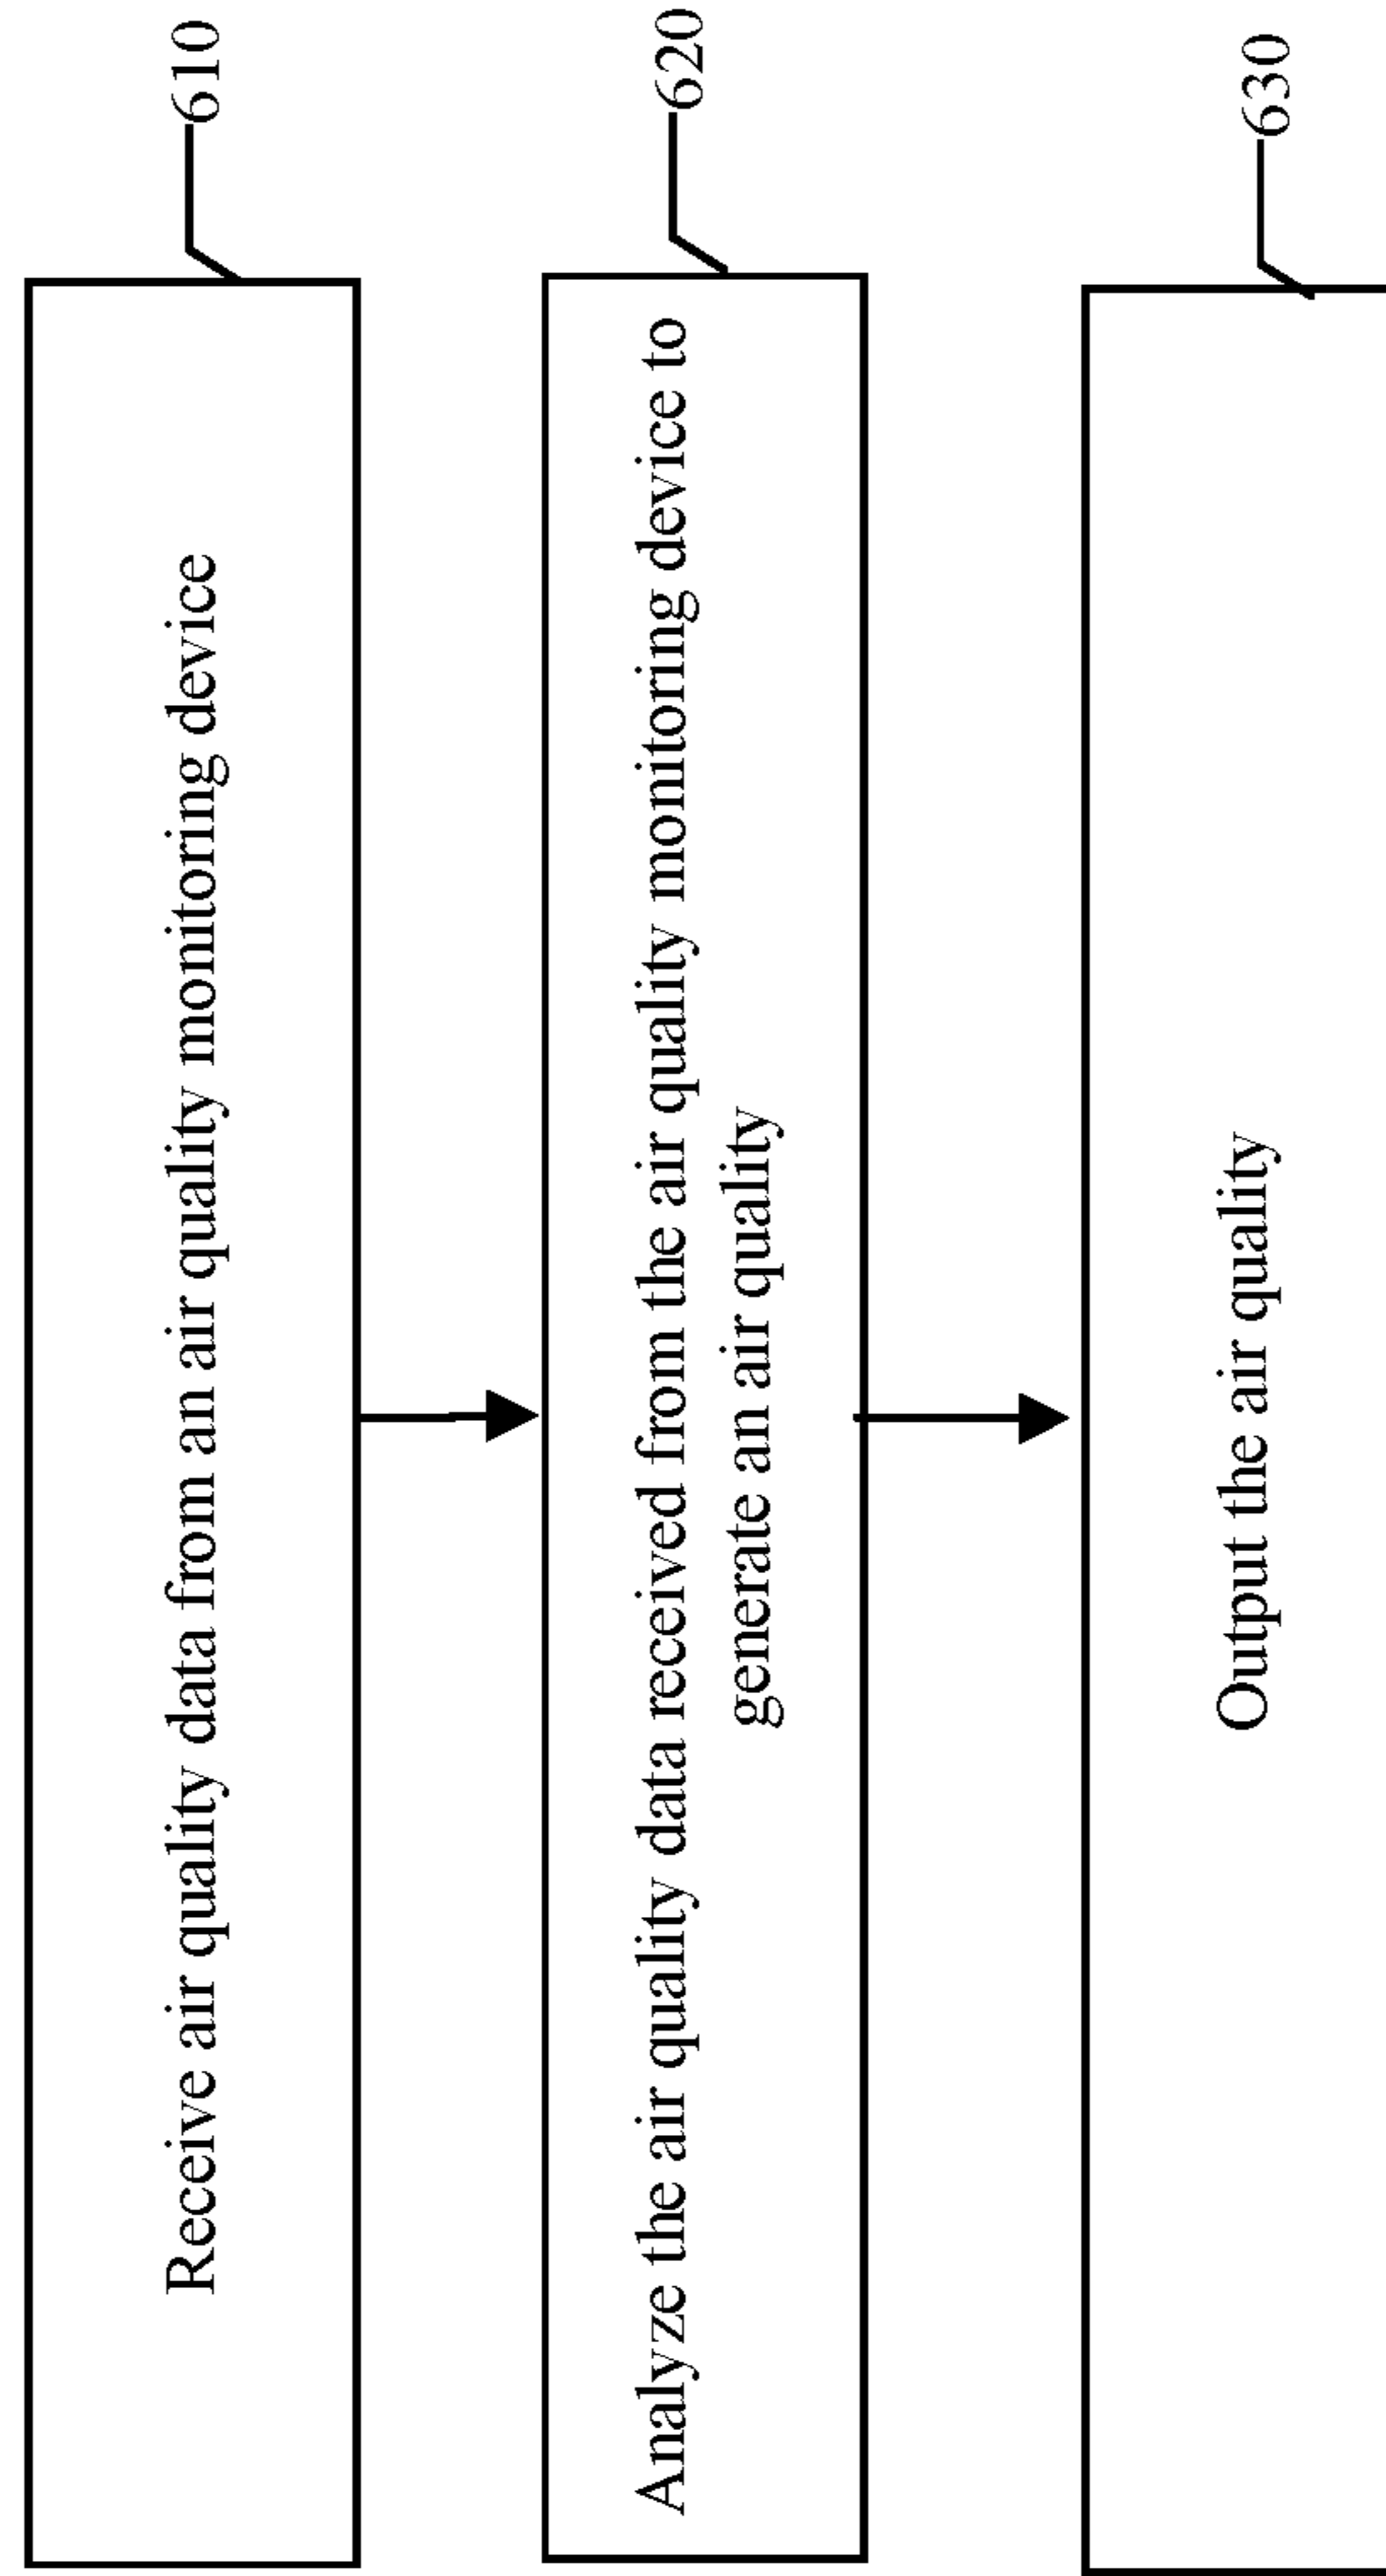 Receive air quality data from an air quality monitoring device
610
Analyze the air quality data received from the air quality monitoring device to
generate an air quality
620
Output the air quality
630